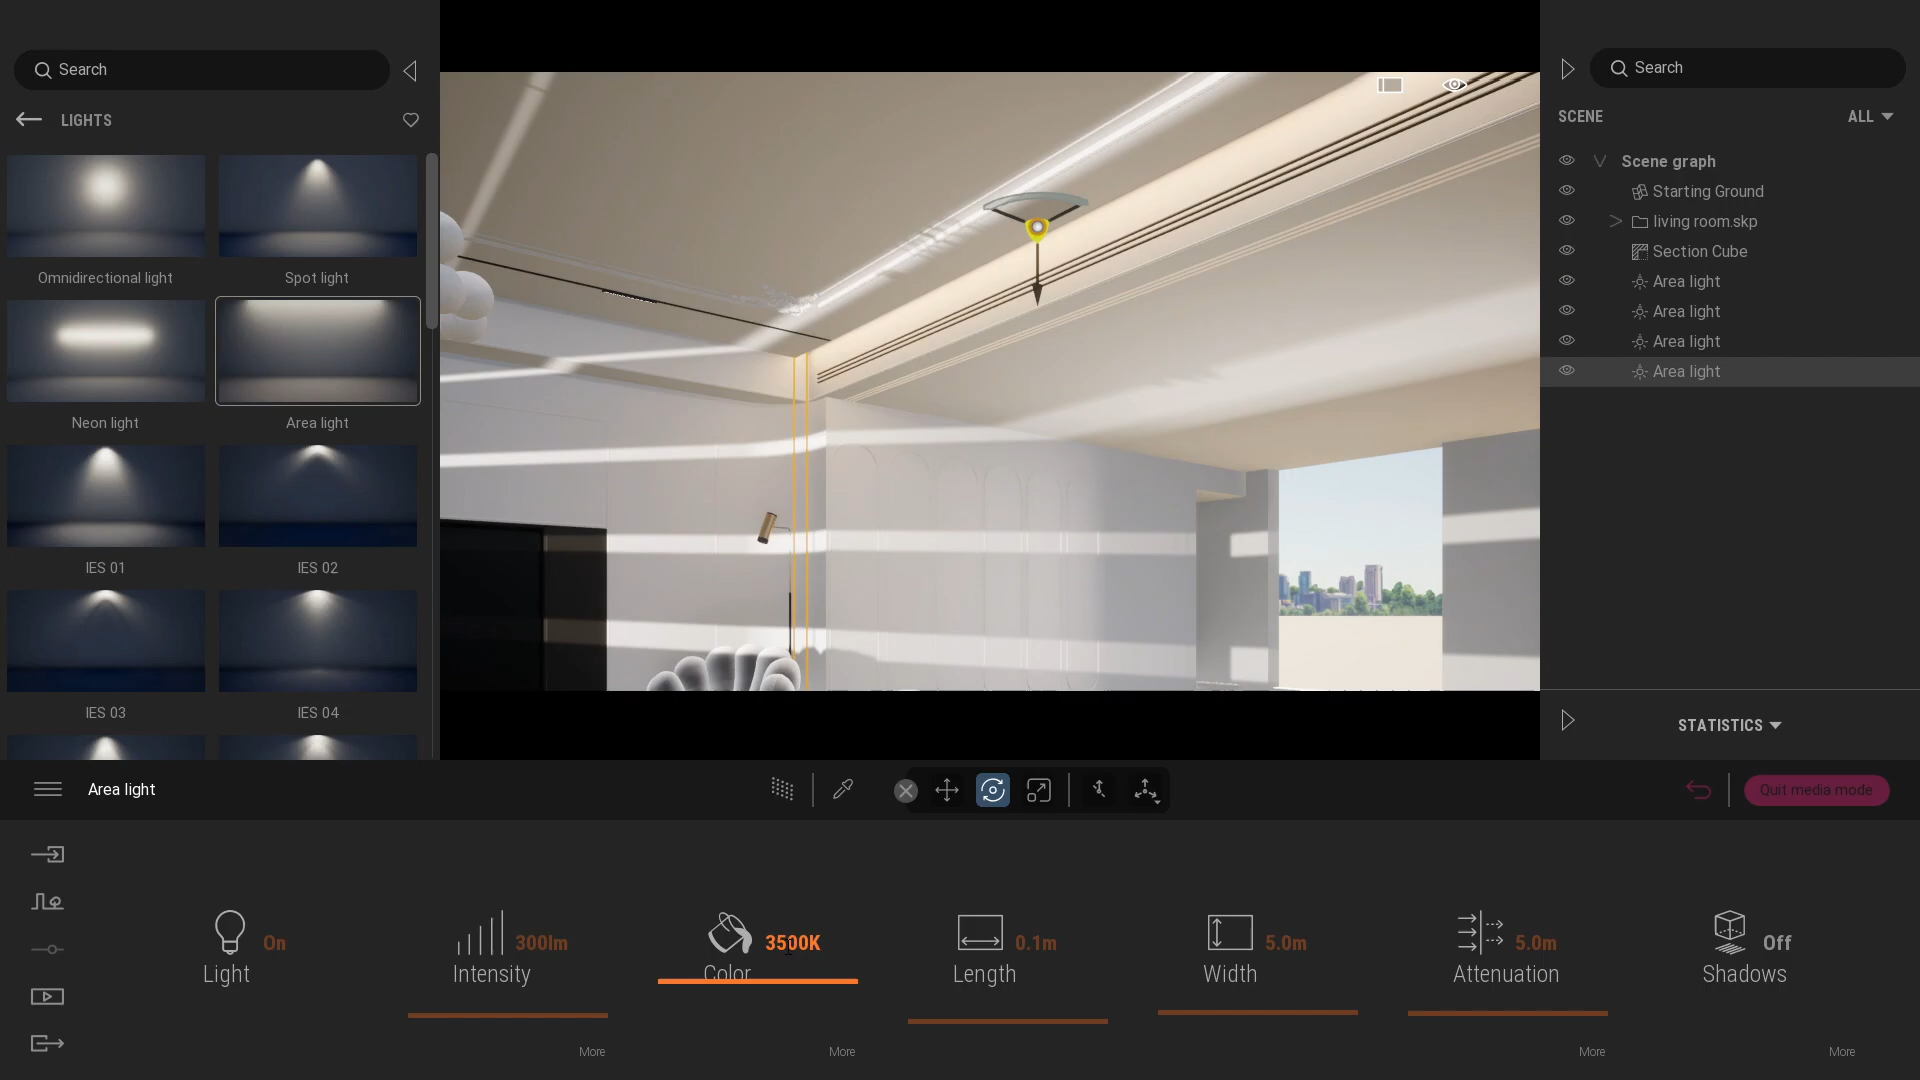 Search
LIGHTS
Omnidirectional light
Spot light
Neon light
Area light
IES 01
IES 02
IES 03
IES 04
Search
SCENE
ALL
Scene graph
Starting Ground
living room.skp
Section Cube
Area light
Area light
Area light
Area light
STATISTICS
Area light
Quit media mode
On
Light
300lm
Intensity
More
3500K
Color
More
0.1m
Length
5.0m
Width
5.0m
Attenuation
More
Off
Shadows
More